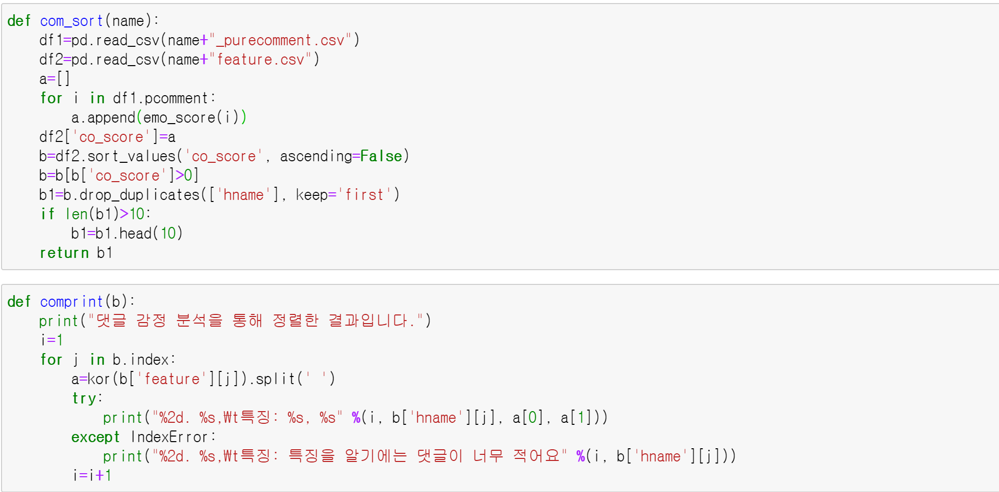 def com_sort(name):
    df1=pd.read_csv(name+"_purecomment.csv")
    df2=pd.read_csv(name+"feature.csv")
    a=[]
    for i in df1.pcomment:
        a.append(emo_score(i))
    df2['co_score']=a
    b=df2.sort_values('co_score', ascending=False)
    b=b[b['co_score']>0]
    b1=b.drop_duplicates(['hname'], keep='first')
    if len(b1)>10:
        b1=b1.head(10)
    return b1
def comprint(b):
    print("댓글 감정 분석을 통해 정렬한 결과입니다.")
    i=1
    for j in b.index:
        a=kor(b['feature'][j]).split(' ')
        try:
            print("%2d. %s,₩t특징: %s, %s" %(i, b['hname'][j], a[0], a[1]))
        except IndexError:
            print("%2d. %s,₩t특징: 특징을 알기에는 댓글이 너무 적어요" %(i, b['hname'][j]))
        i=i+1